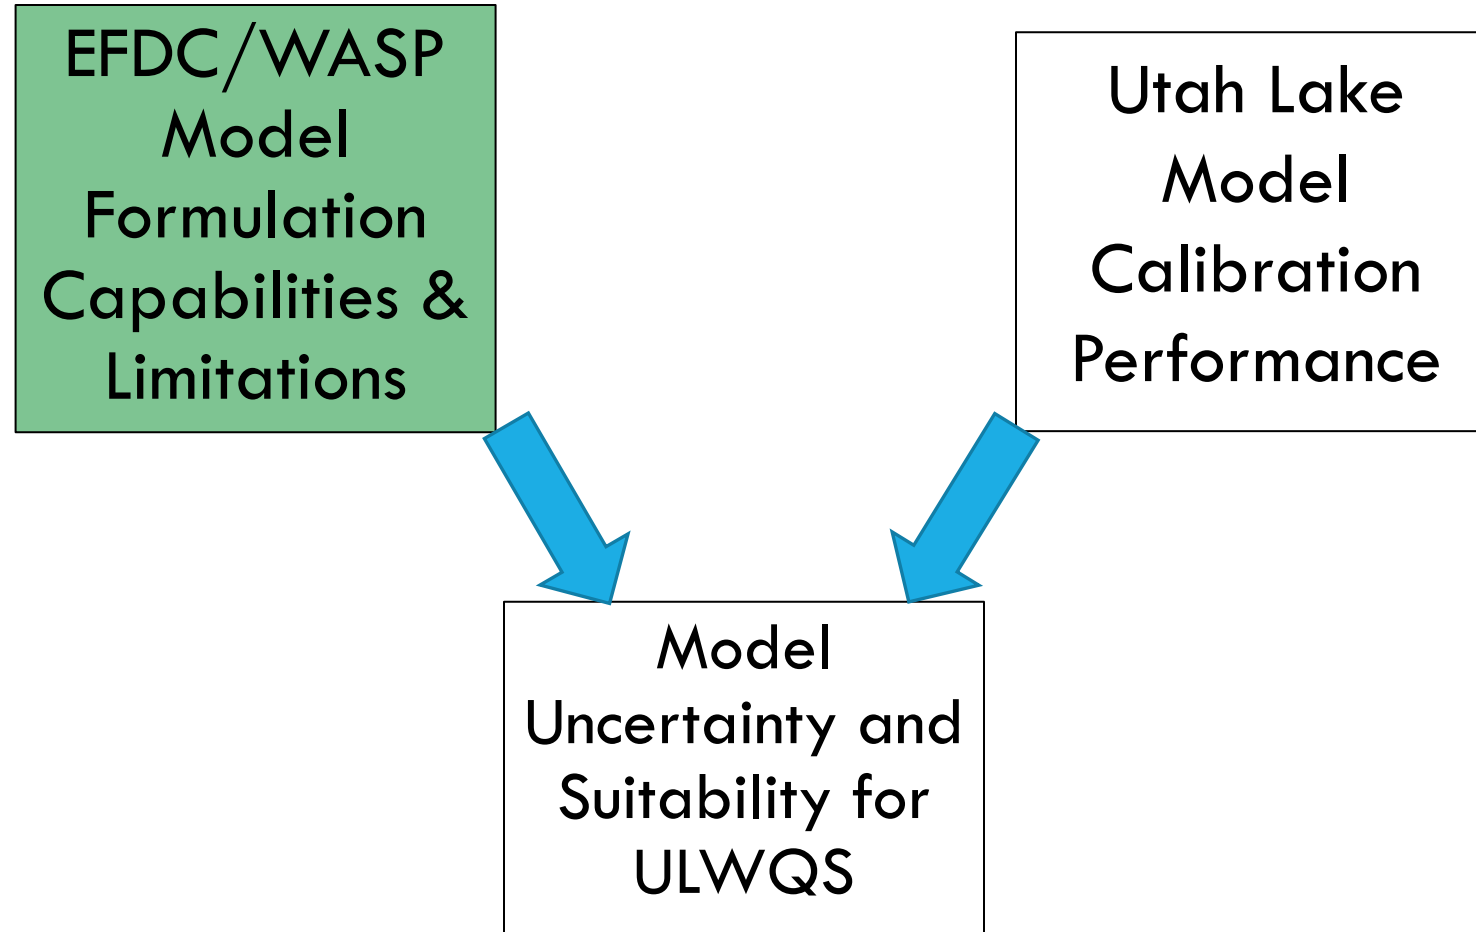 EFDC/WASP
Model
Formulation
Capabilities &
Limitations
Utah Lake
Model
Calibration
Performance
Model
Uncertainty and
Suitability for
ULWQS